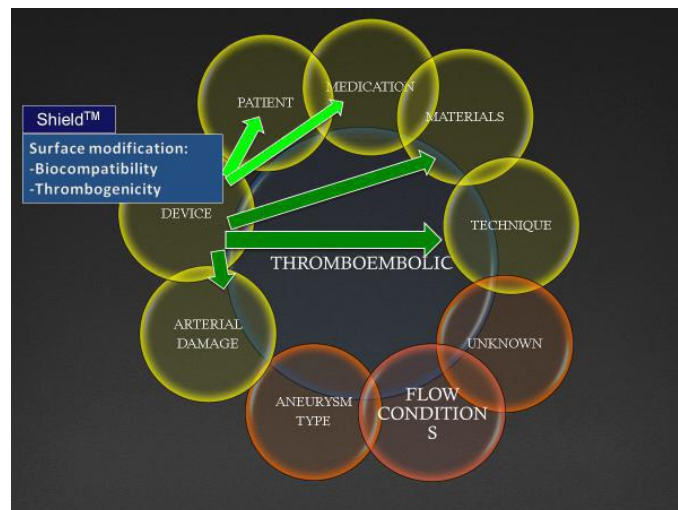 Shield™
Surface modification:
-Biocompatibility
-Thrombogenicity
PATIENT
MEDICATION
MATERIALS
DEVICE
TECHNIQUE
THROMBOEMBOLIC
ARTERIAL
DAMAGE
UNKNOWN
ANEURYSM
TYPE
FLOW
CONDITION
S